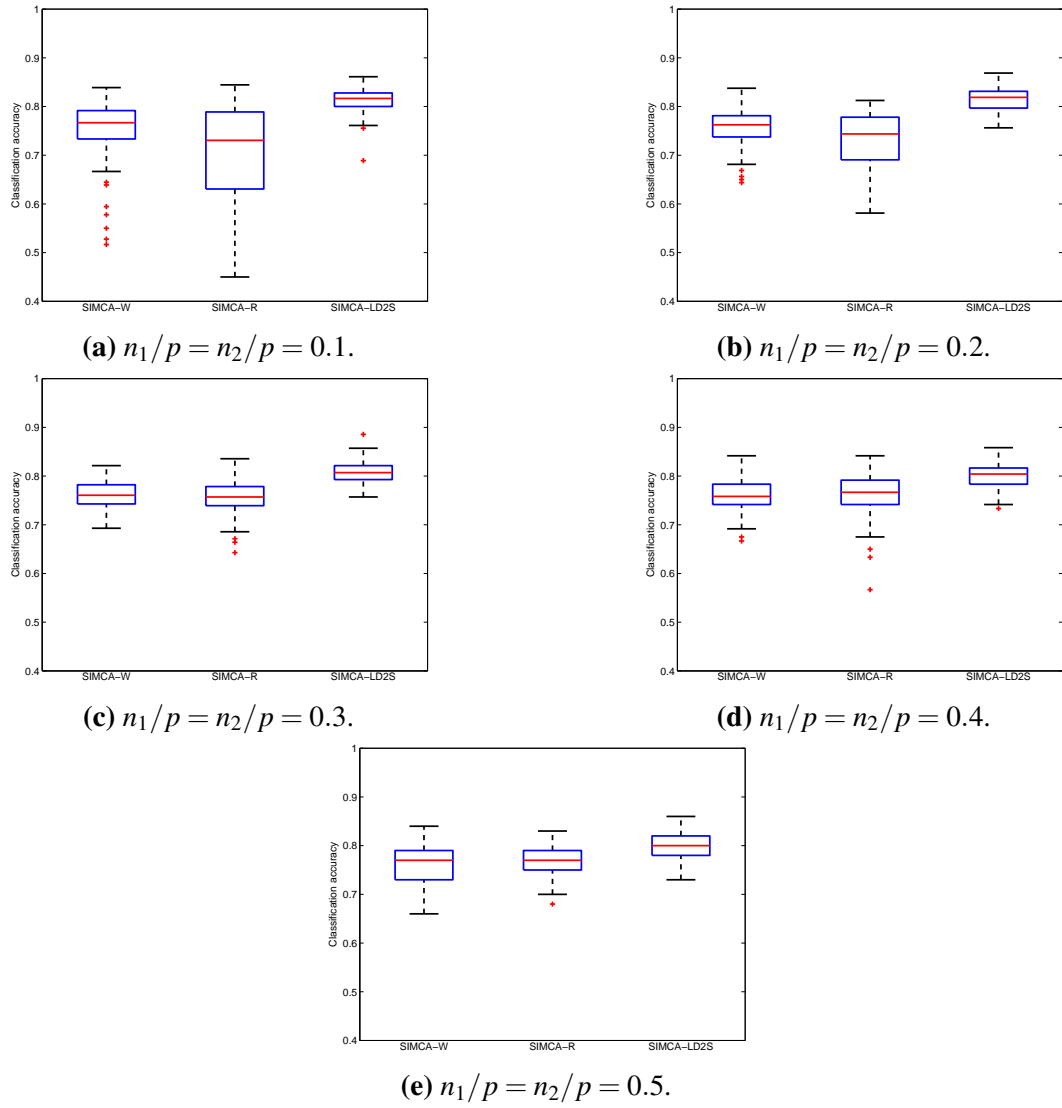 1
0.9
0.8
0.7
0.6
0.5
0.4
Classification accuracy
SIMCA−W SIMCA−R SIMCA−LD2S
(a) n₁/p = n₂/p = 0.1.
1
0.9
0.8
0.7
0.6
0.5
0.4
Classification accuracy
SIMCA−W SIMCA−R SIMCA−LD2S
(b) n₁/p = n₂/p = 0.2.
1
0.9
0.8
0.7
0.6
0.5
0.4
Classification accuracy
SIMCA−W SIMCA−R SIMCA−LD2S
(c) n₁/p = n₂/p = 0.3.
1
0.9
0.8
0.7
0.6
0.5
0.4
Classification accuracy
SIMCA−W SIMCA−R SIMCA−LD2S
(d) n₁/p = n₂/p = 0.4.
1
0.9
0.8
0.7
0.6
0.5
0.4
Classification accuracy
SIMCA−W SIMCA−R SIMCA−LD2S
(e) n₁/p = n₂/p = 0.5.